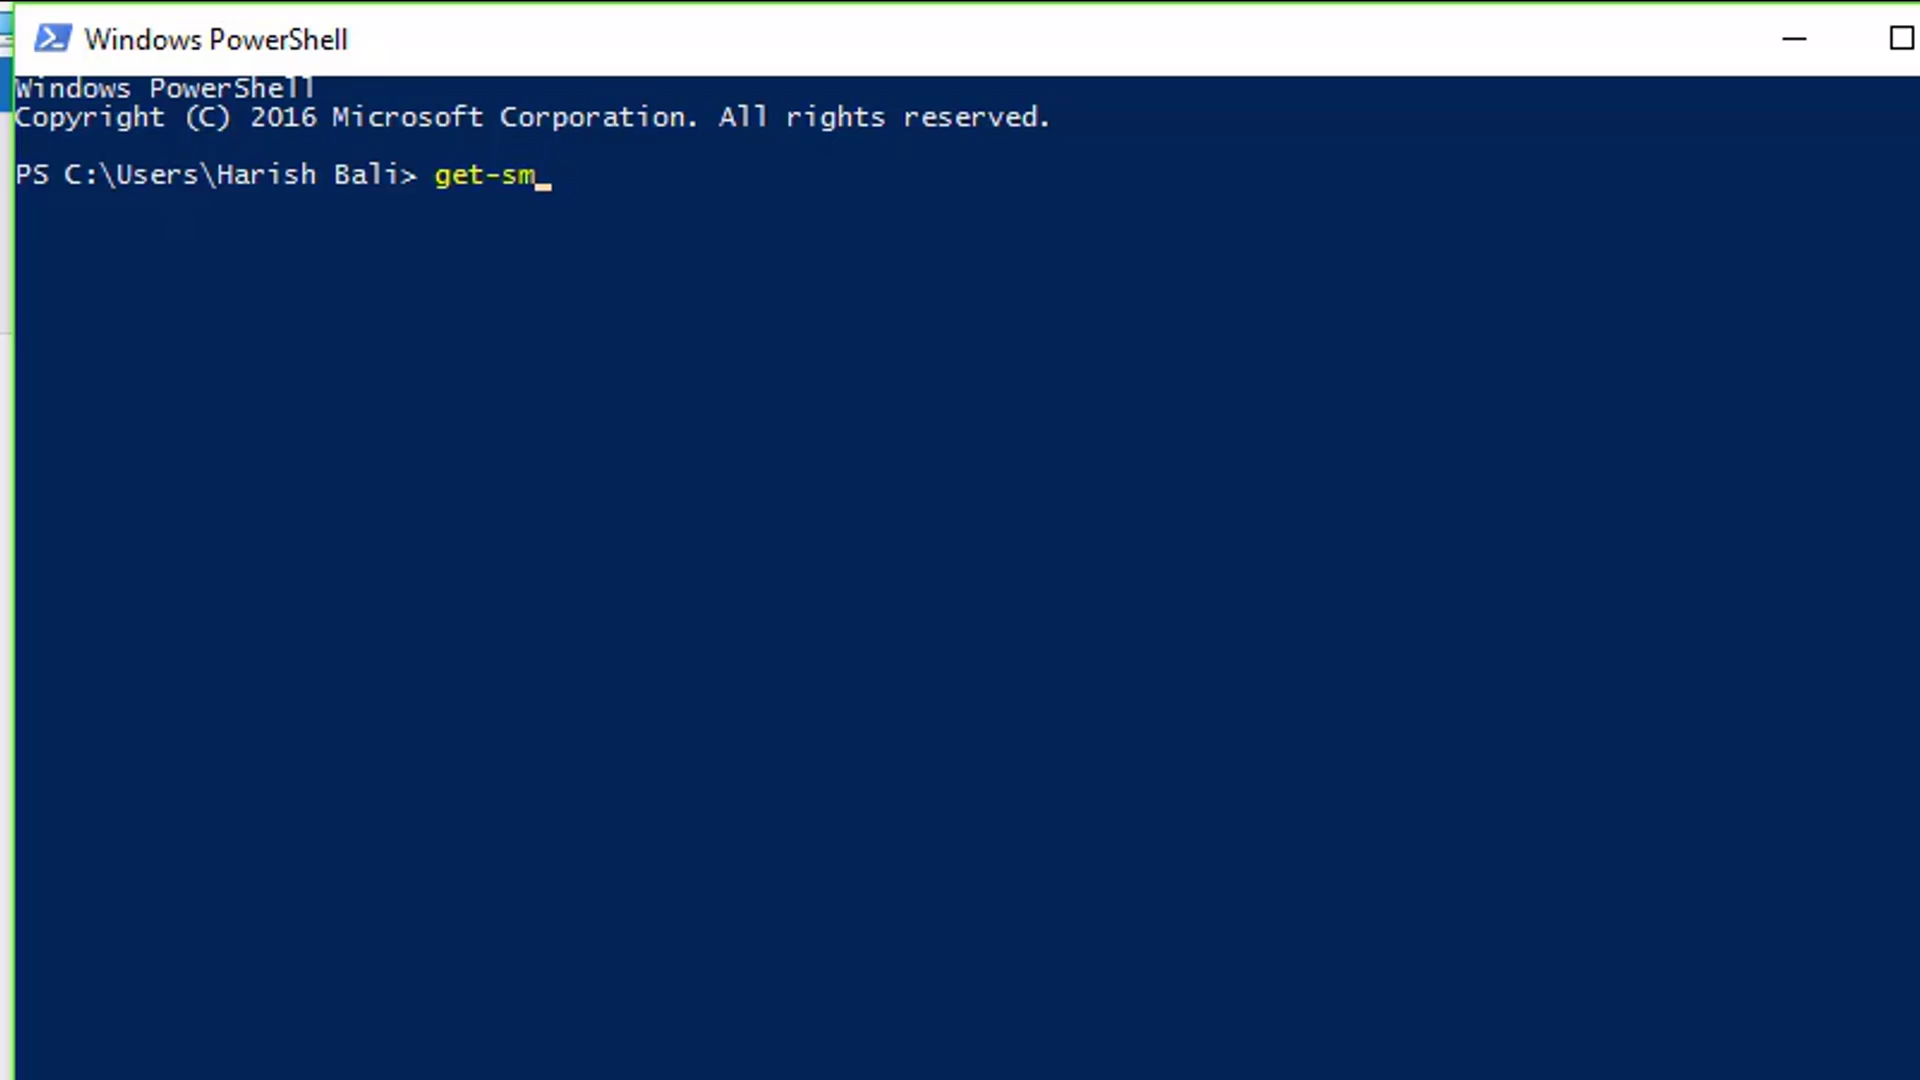 Windows PowerShell
Windows PowerShell
Copyright (C) 2016 Microsoft Corporation. All rights reserved.
PS C:\Users\Harish Bali> get-sm